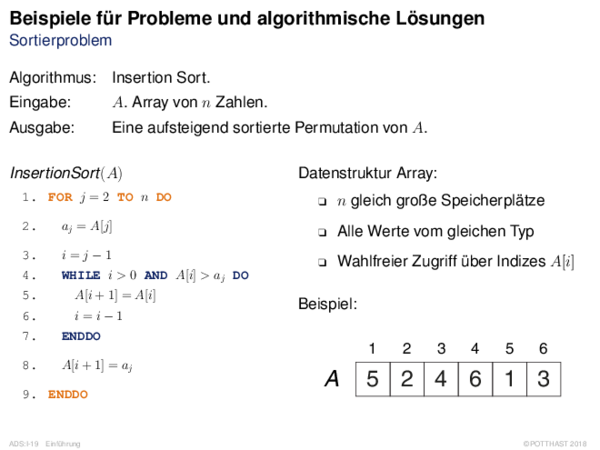 Beispiele für Probleme und algorithmische Lösungen
Sortierproblem
Algorithmus: Insertion Sort.
Eingabe: A. Array von n Zahlen.
Ausgabe: Eine aufsteigend sortierte Permutation von A.
InsertionSort(A)
1. FOR j = 2 TO n DO
2. aj = A[j]
3. i = j − 1
4. WHILE i > 0 AND A[i] > aj DO
5. A[i + 1] = A[i]
6. i = i − 1
7. ENDDO
8. A[i + 1] = aj
9. ENDDO
Datenstruktur Array:
❑ n gleich große Speicherplätze
❑ Alle Werte vom gleichen Typ
❑ Wahlfreier Zugriff über Indizes A[i]
Beispiel:
1 2 3 4 5 6
A 5 2 4 6 1 3
ADS:I-19 Einführung
© POTTHAST 2018